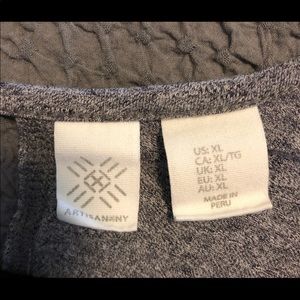 ARTISAN NY
US: XL
CA: XL/TG
UK: XL
EU: XL
AU: XL
MADE IN
PERU